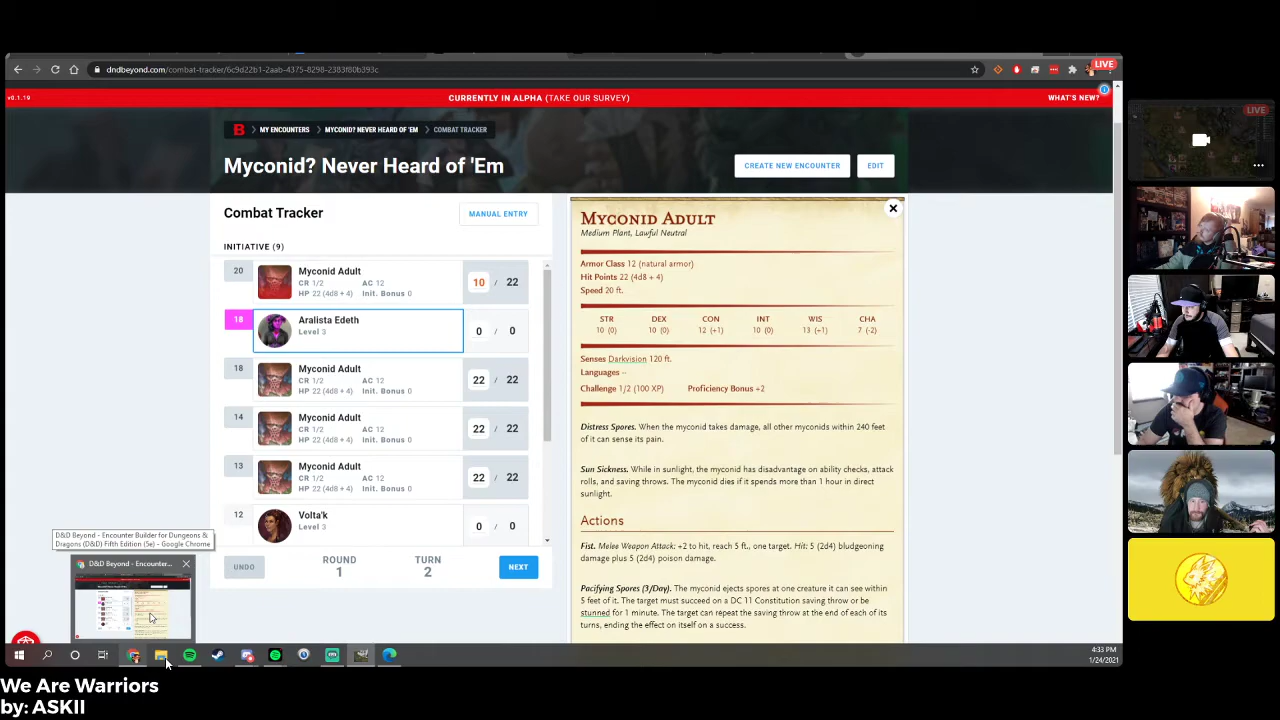 LIVE
dndbeyond.com/combat-tracker/6c9d22b1-2aab-4375-8298-2383f80b393c
v0.1.19
CURRENTLY IN ALPHA (TAKE OUR SURVEY)
WHAT'S NEW?
LIVE
B
MY ENCOUNTERS
MYCONID? NEVER HEARD OF 'EM
COMBAT TRACKER
Myconid? Never Heard of 'Em
CREATE NEW ENCOUNTER
EDIT
Combat Tracker
MANUAL ENTRY
INITIATIVE (9)
20
Myconid Adult
CR 1/2 AC 12
HP 22 (4d8 + 4) Init. Bonus 0
10 / 22
18
Aralista Edeth
Level 3
0 / 0
18
Myconid Adult
CR 1/2 AC 12
HP 22 (4d8 + 4) Init. Bonus 0
22 / 22
14
Myconid Adult
CR 1/2 AC 12
HP 22 (4d8 + 4) Init. Bonus 0
22 / 22
13
Myconid Adult
CR 1/2 AC 12
HP 22 (4d8 + 4) Init. Bonus 0
22 / 22
12
Volta'k
Level 3
0 / 0
UNDO
ROUND
1
TURN
2
NEXT
Myconid Adult
Medium Plant, Lawful Neutral
Armor Class 12 (natural armor)
Hit Points 22 (4d8 + 4)
Speed 20 ft.
STR DEX CON INT WIS CHA
10 (0) 10 (0) 12 (+1) 10 (0) 13 (+1) 7 (-2)
Senses Darkvision 120 ft.
Languages --
Challenge 1/2 (100 XP) Proficiency Bonus +2
Distress Spores. When the myconid takes damage, all other myconids within 240 feet
of it can sense its pain.
Sun Sickness. While in sunlight, the myconid has disadvantage on ability checks, attack
rolls, and saving throws. The myconid dies if it spends more than 1 hour in direct
sunlight.
Actions
Fist. Melee Weapon Attack: +2 to hit, reach 5 ft., one target. Hit: 5 (2d4) bludgeoning
damage plus 5 (2d4) poison damage.
Pacifying Spores (3/Day). The myconid ejects spores at one creature it can see within
5 feet of it. The target must succeed on a DC 11 Constitution saving throw or be
stunned for 1 minute. The target can repeat the saving throw at the end of each of its
turns, ending the effect on itself on a success.
D&D Beyond - Encounter Builder for Dungeons &
Dragons (D&D) Fifth Edition (5e) - Google Chrome
D&D Beyond - Encounter...
4:33 PM
1/24/2021
We Are Warriors
by: ASKII